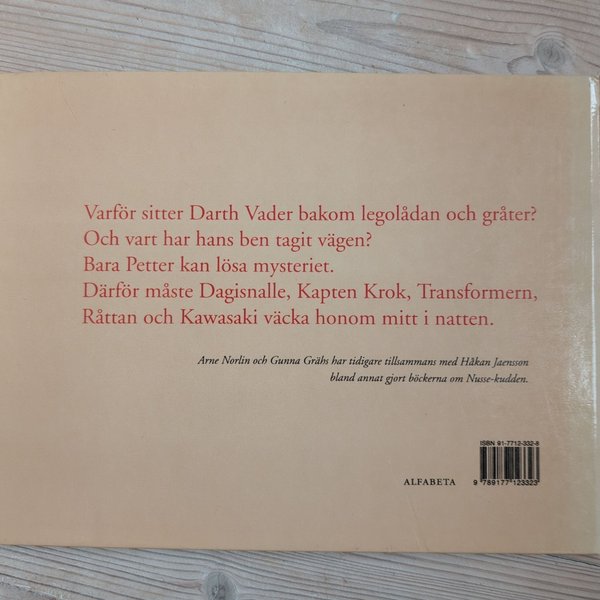 Varför sitter Darth Vader bakom legolådan och gråter?
Och vart har hans ben tagit vägen?
Bara Petter kan lösa mysteriet.
Därför måste Dagisnalle, Kapten Krok, Transformern,
Råttan och Kawasaki väcka honom mitt i natten.
Arne Norlin och Gunna Grähs har tidigare tillsammans med Håkan Jaensson
bland annat gjort böckerna om Nusse-kudden.
ISBN 91-7712-332-8
ALFABETA
9 789177 123323